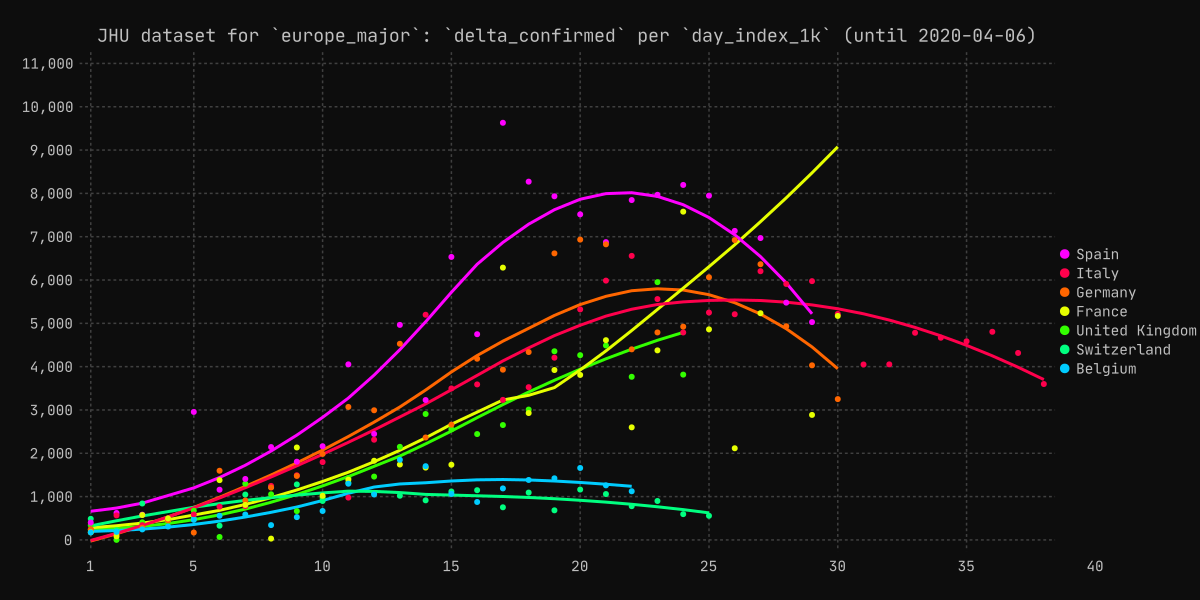 JHU dataset for `europe_major`: `delta_confirmed` per `day_index_1k` (until 2020-04-06)
11,000
10,000
9,000
8,000
7,000
6,000
5,000
4,000
3,000
2,000
1,000
0
1 5 10 15 20 25 30 35 40
Spain
Italy
Germany
France
United Kingdom
Switzerland
Belgium